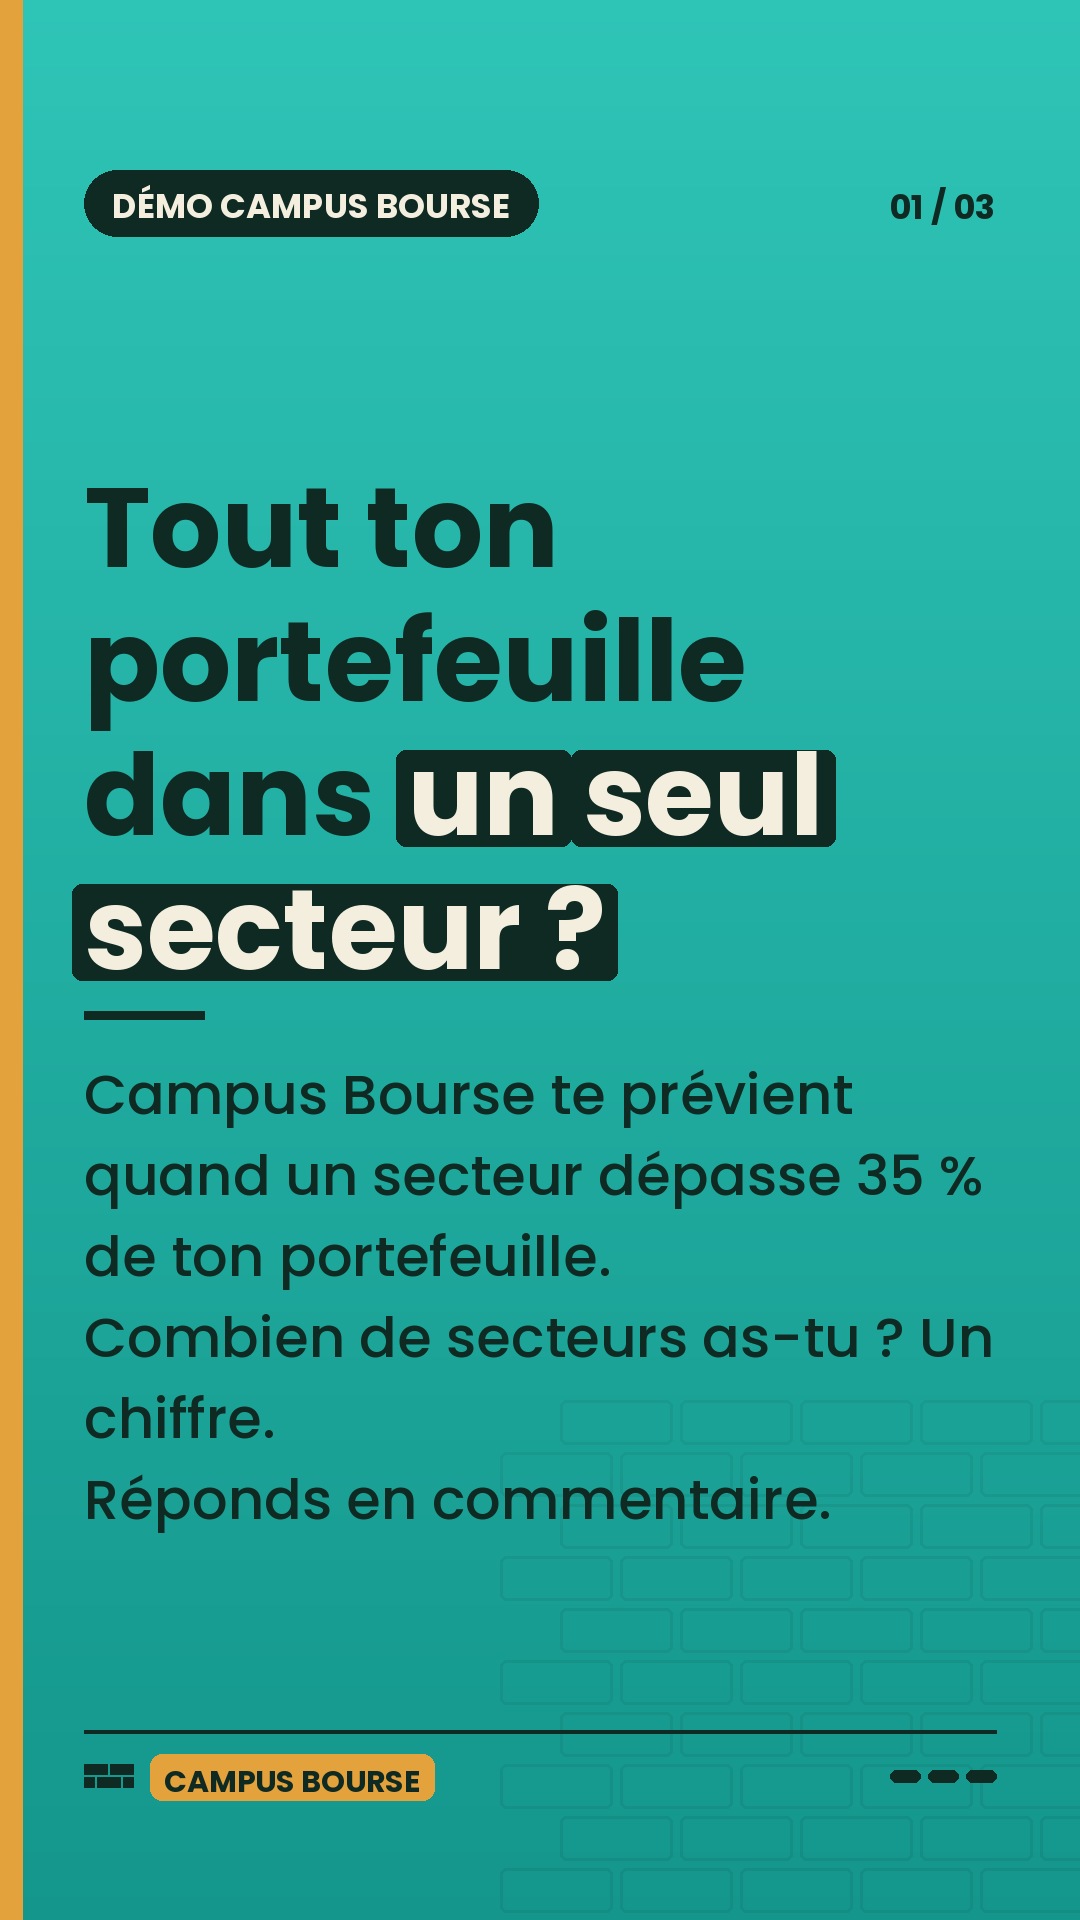 DÉMO CAMPUS BOURSE
01 / 03
Tout ton
portefeuille
dans un seul
secteur ?
Campus Bourse te prévient
quand un secteur dépasse 35 %
de ton portefeuille.
Combien de secteurs as-tu ? Un
chiffre.
Réponds en commentaire.
CAMPUS BOURSE